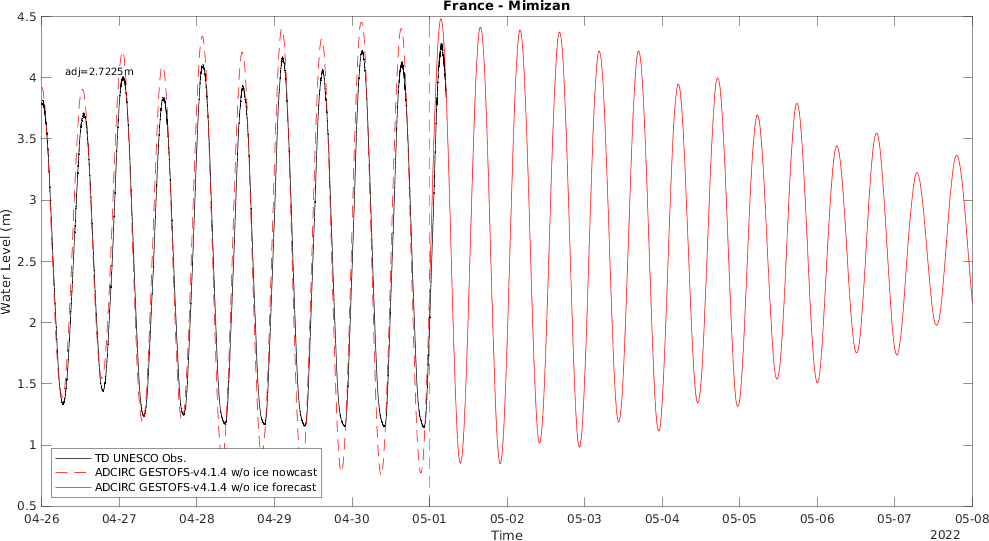 France - Mimizan
4.5
4
3.5
3
2.5
2
1.5
1
0.5
Water Level (m)
adj=2.7225m
TD UNESCO Obs.
ADCIRC GESTOFS-v4.1.4 w/o ice nowcast
ADCIRC GESTOFS-v4.1.4 w/o ice forecast
04-26 04-27 04-28 04-29 04-30 05-01 05-02 05-03 05-04 05-05 05-06 05-07 05-08
Time
2022